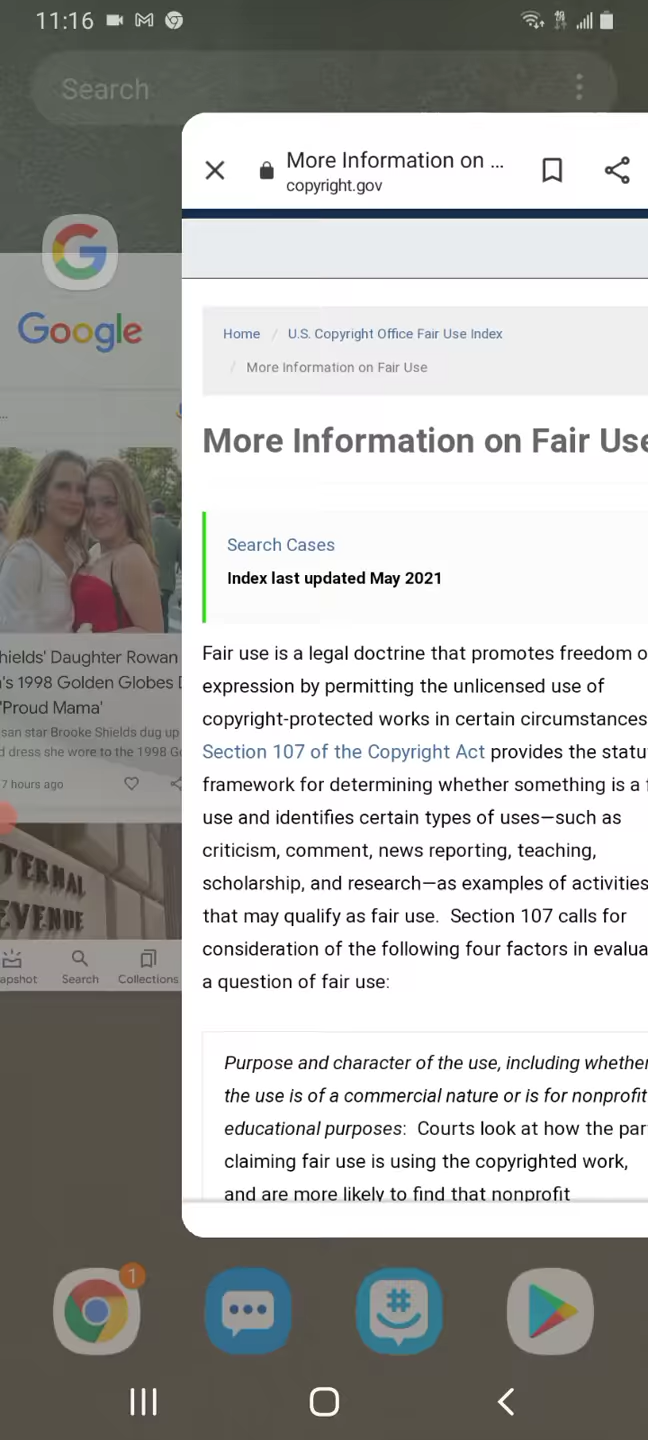 11:16
Search
More Information on ...
copyright.gov
Google
...
Home / U.S. Copyright Office Fair Use Index
/ More Information on Fair Use
More Information on Fair Use
Search Cases
Index last updated May 2021
Fair use is a legal doctrine that promotes freedom o
expression by permitting the unlicensed use of
copyright-protected works in certain circumstances
Section 107 of the Copyright Act provides the statu
framework for determining whether something is a f
use and identifies certain types of uses—such as
criticism, comment, news reporting, teaching,
scholarship, and research—as examples of activities
that may qualify as fair use.  Section 107 calls for
consideration of the following four factors in evalua
a question of fair use:
Purpose and character of the use, including whether
the use is of a commercial nature or is for nonprofit
educational purposes:  Courts look at how the par
claiming fair use is using the copyrighted work,
and are more likely to find that nonprofit
hields' Daughter Rowan
's 1998 Golden Globes D
'Proud Mama'
san star Brooke Shields dug up
d dress she wore to the 1998 Go
7 hours ago
TERNAL
EVENUE
apshot
Search
Collections
1